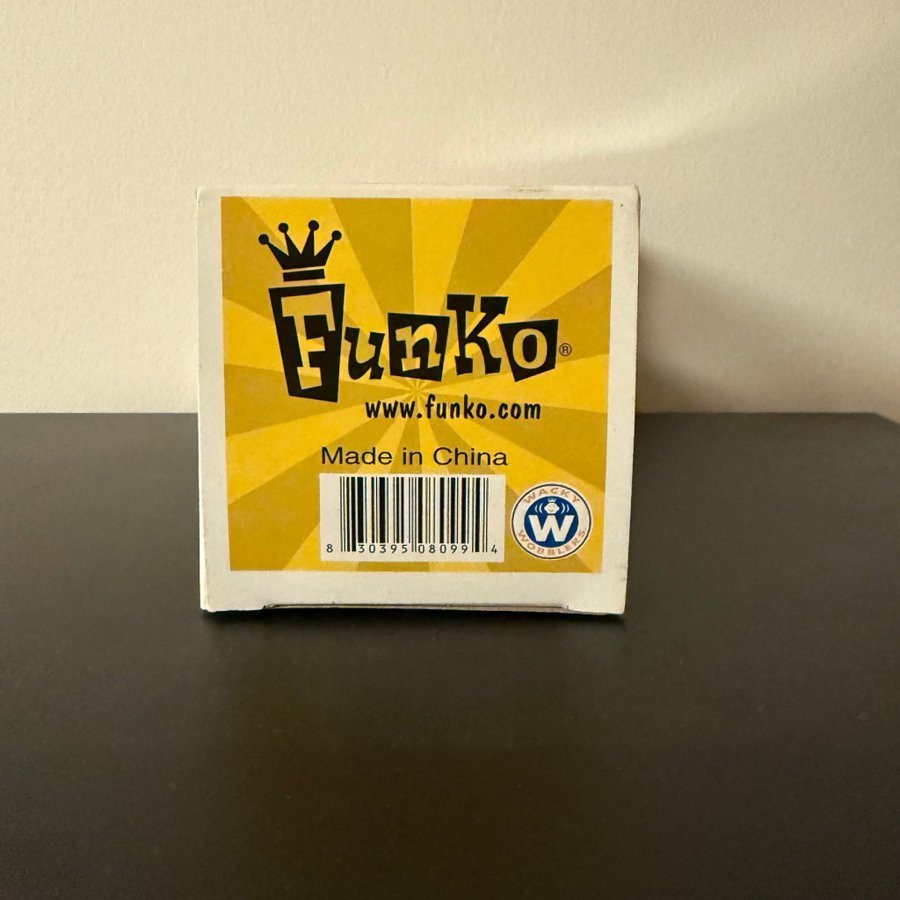 FunKo®
www.funko.com
Made in China
8 30395 08099 4
WACKY
W
WOBBLERS